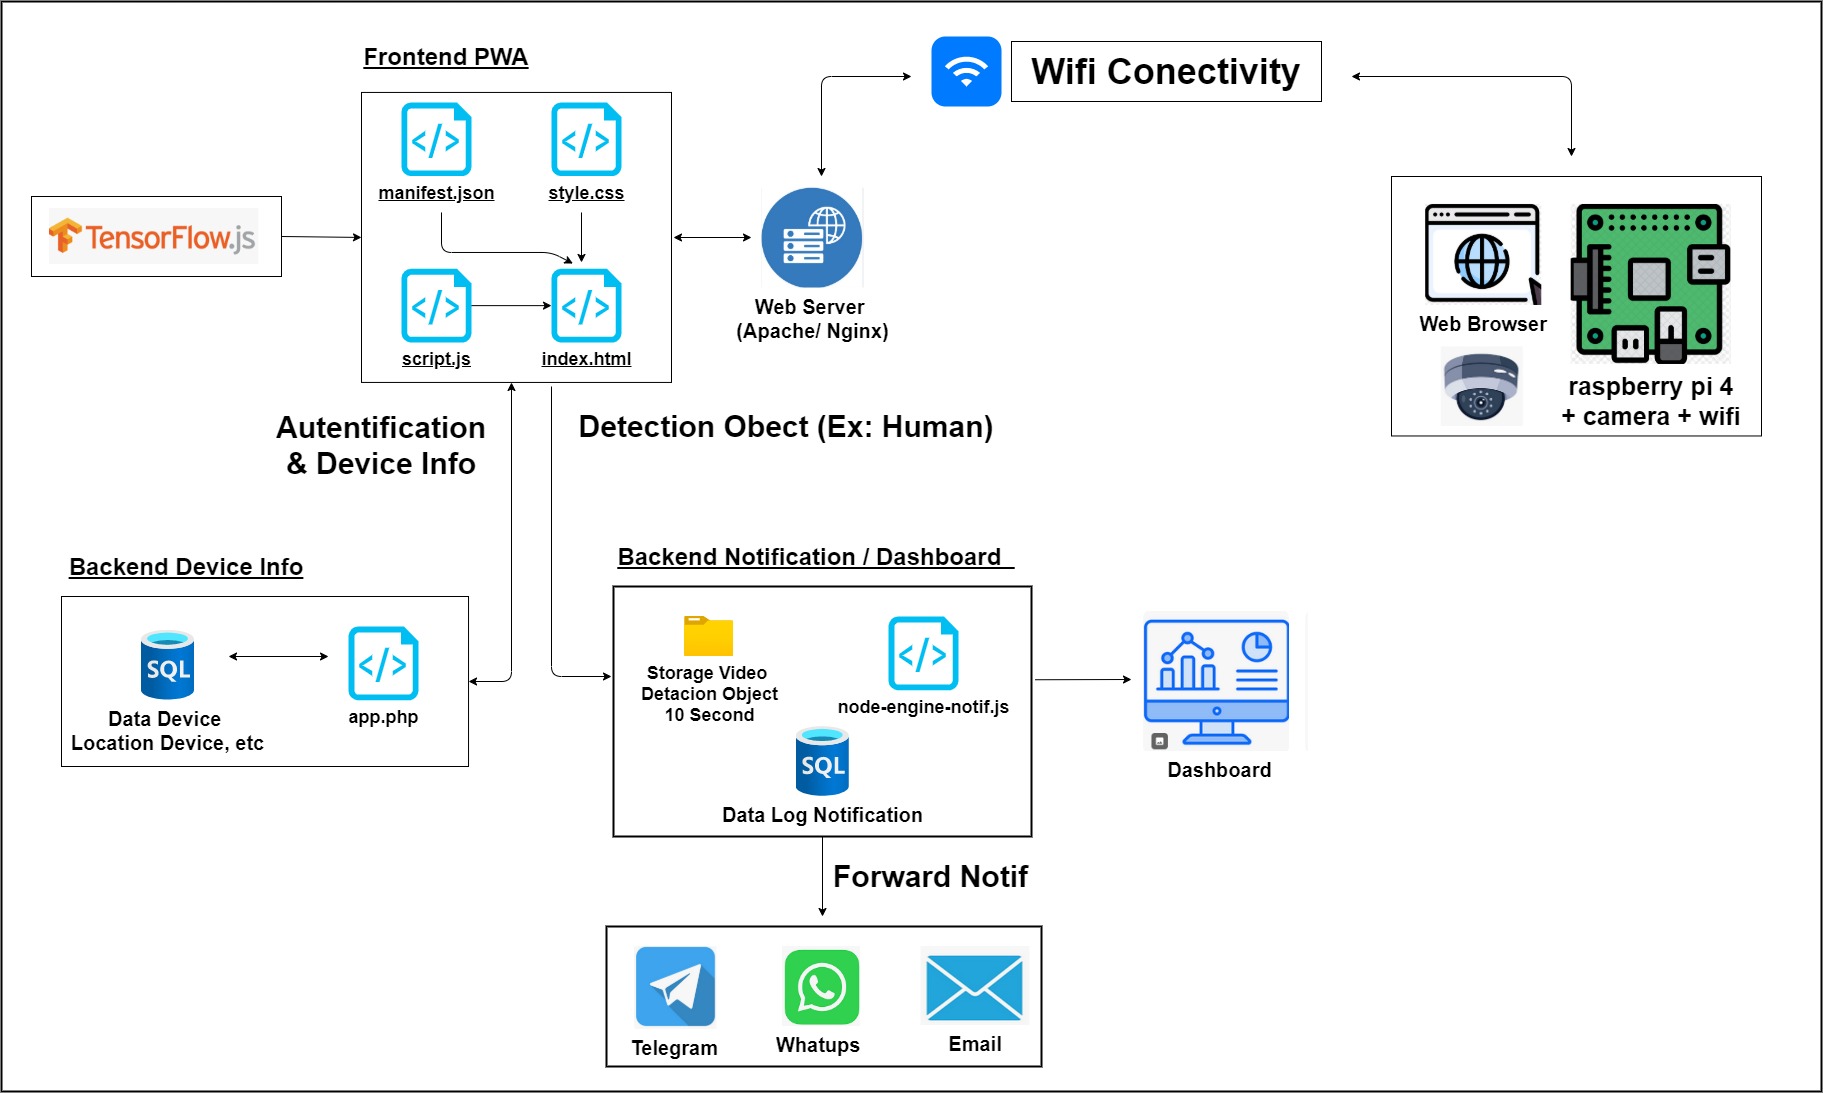 Frontend PWA
Wifi Conectivity
manifest.json
style.css
TensorFlow.js
script.js
index.html
Web Server
(Apache/ Nginx)
Web Browser
raspberry pi 4
+ camera + wifi
Autentification
& Device Info
Detection Obect (Ex: Human)
Backend Device Info
SQL
Data Device
Location Device, etc
app.php
Backend Notification / Dashboard
Storage Video
Detacion Object
10 Second
node-engine-notif.js
SQL
Data Log Notification
Dashboard
Forward Notif
Telegram
Whatups
Email